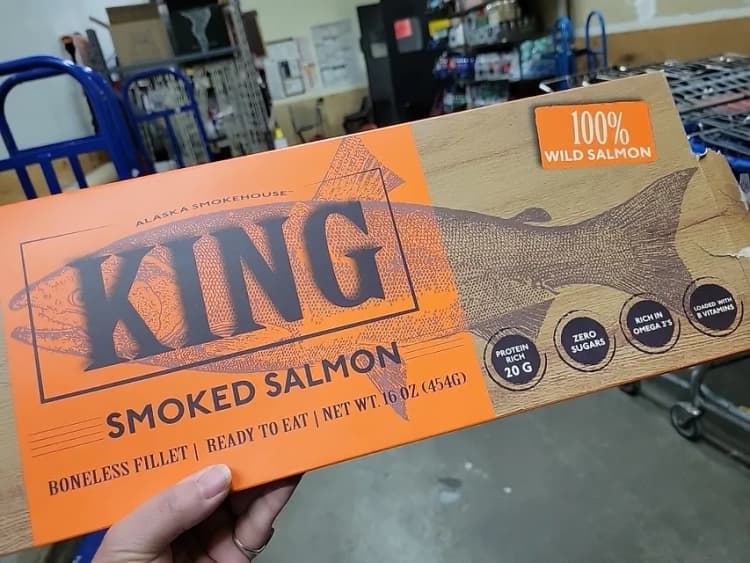 100%
WILD SALMON
ALASKA SMOKEHOUSE
KING
SMOKED SALMON
BONELESS FILLET | READY TO EAT | NET WT. 16 OZ (454G)
PROTEIN
RICH
20 G
ZERO
SUGARS
RICH IN
OMEGA 3'S
LOADED WITH
B VITAMINS